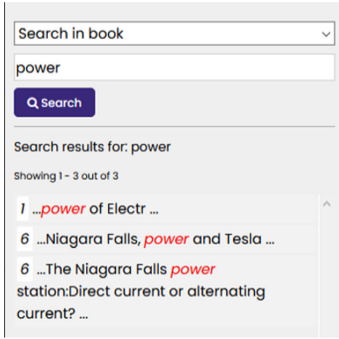 Search in book
power
Search
Search results for: power
Showing 1 - 3 out of 3
1 ...power of Electr ...
6 ...Niagara Falls, power and Tesla ...
6 ...The Niagara Falls power
station:Direct current or alternating
current? ...